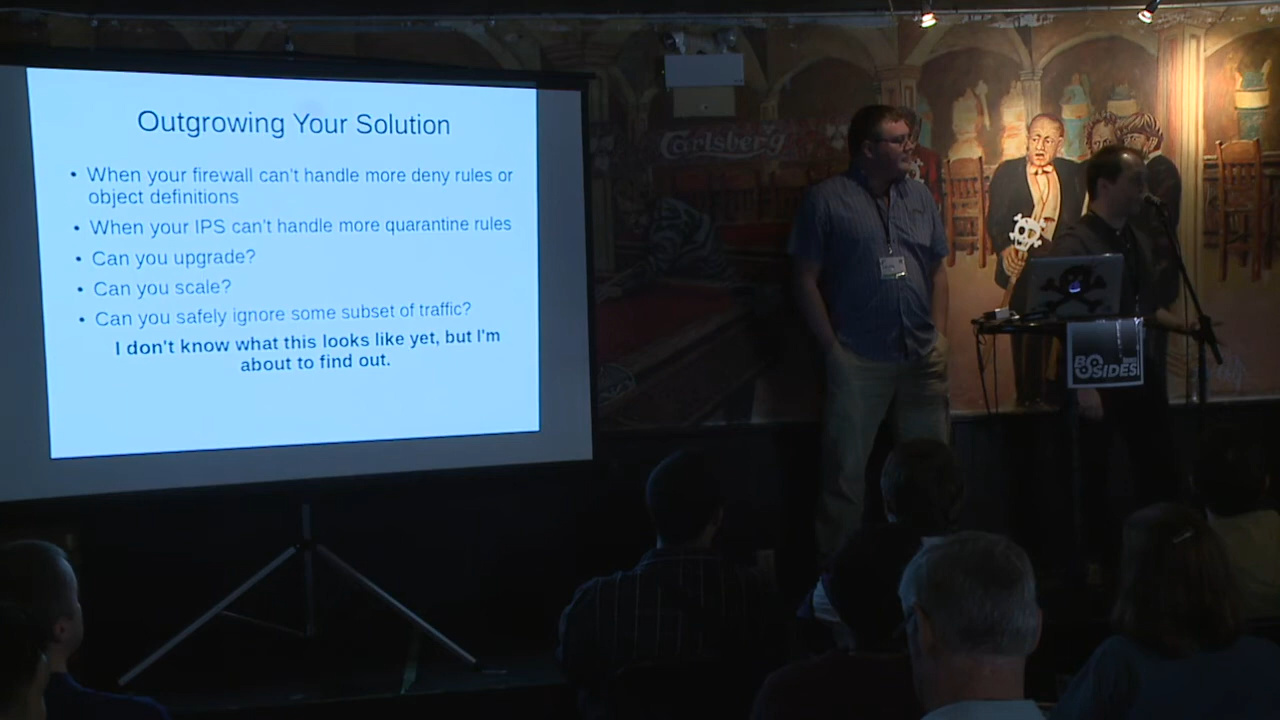 Outgrowing Your Solution
• When your firewall can't handle more deny rules or
object definitions
• When your IPS can't handle more quarantine rules
• Can you upgrade?
• Can you scale?
• Can you safely ignore some subset of traffic?
I don't know what this looks like yet, but I'm
about to find out.
Carlsberg
BSIDES